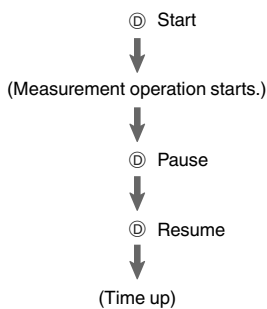 Ⓓ Start
(Measurement operation starts.)
Ⓓ Pause
Ⓓ Resume
(Time up)